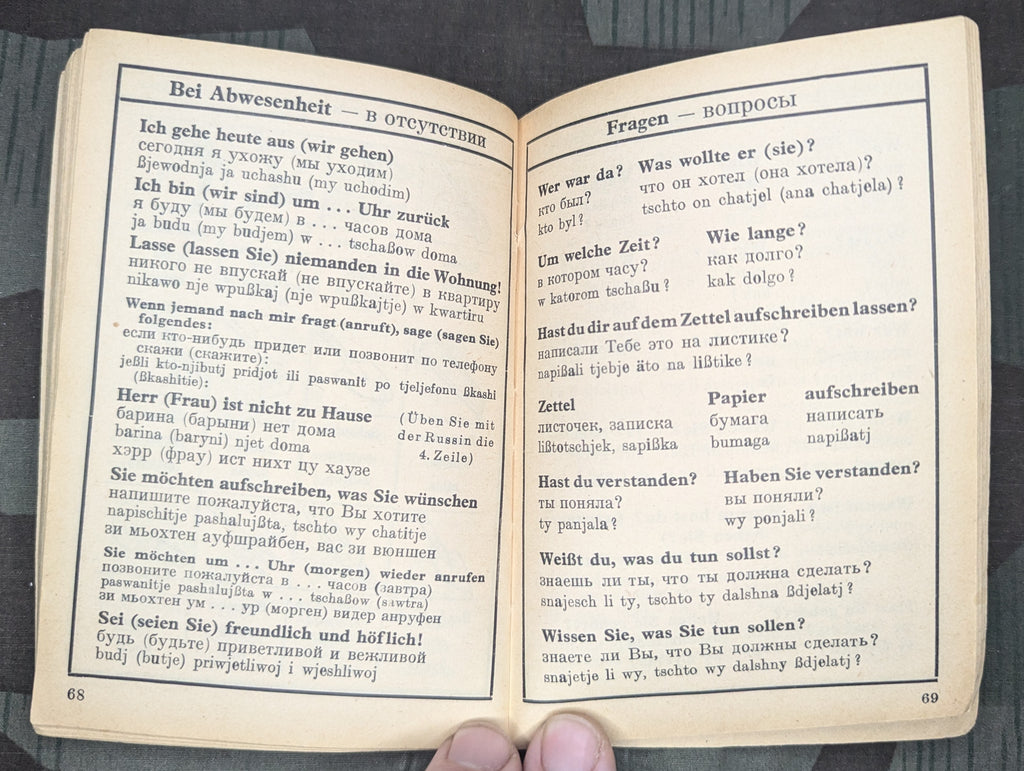 Bei Abwesenheit — в отсутствии
Ich gehe heute aus (wir gehen)
сегодня я ухожу (мы уходим)
ßjewodnja ja uchashu (my uchodim)
Ich bin (wir sind) um ... Uhr zurück
я буду (мы будем) в ... часов дома
ja budu (my budjem) w ... tschaßow doma
Lasse (lassen Sie) niemanden in die Wohnung!
никого не впускай (не впускайте) в квартиру
nikawo nje wpußkaj (nje wpußkajtje) w kwartiru
Wenn jemand nach mir fragt (anruft), sage (sagen Sie)
folgendes:
если кто-нибудь придет или позвонит по телефону
скажи (скажите):
jeßli kto-njibutj pridjot ili paswanit po tjeljefonu ßkashi
(ßkashitie):
Herr (Frau) ist nicht zu Hause
барина (барыни) нет дома
barina (baryni) njet doma
хэрр (фрау) ист нихт цу хаузе
(Üben Sie mit
der Russin die
4. Zeile)
Sie möchten aufschreiben, was Sie wünschen
напишите пожалуйста, что Вы хотите
napischitje pashalujßta, tschto wy chatitje
зи мьохтен ауфшрайбен, вас зи вюншен
Sie möchten um ... Uhr (morgen) wieder anrufen
позвоните пожалуйста в ... часов (завтра)
paswanitje pashalujßta w ... tschaßow (sawtra)
зи мьохтен ум ... ур (морген) видер анруфен
Sei (seien Sie) freundlich und höflich!
будь (будьте) приветливой и вежливой
budj (butje) priwjetliwoj i wjeshliwoj
68
Fragen — вопросы
Wer war da? Was wollte er (sie)?
кто был? что он хотел (она хотела)?
kto byl? tschto on chatjel (ana chatjela)?
Um welche Zeit? Wie lange?
в котором часу? как долго?
w katorom tschaßu? kak dolgo?
Hast du dir auf dem Zettel aufschreiben lassen?
написали Тебе это на листике?
napißali tjebje äto na lißtike?
Zettel Papier aufschreiben
листочек, записка бумага написать
lißtotschjek, sapißka bumaga napißatj
Hast du verstanden? Haben Sie verstanden?
ты поняла? вы поняли?
ty panjala? wy ponjali?
Weißt du, was du tun sollst?
знаешь ли ты, что ты должна сделать?
snajesch li ty, tschto ty dalshna ßdjelatj?
Wissen Sie, was Sie tun sollen?
знаете ли Вы, что Вы должны сделать?
snajetje li wy, tschto wy dalshny ßdjelatj?
69